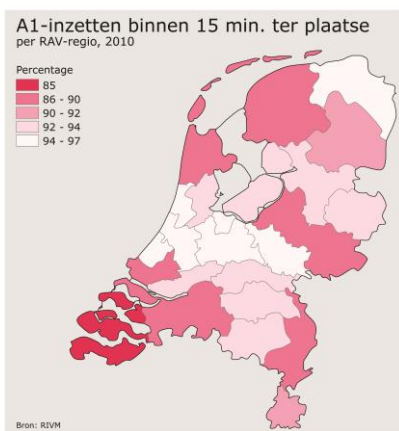 A1-inzetten binnen 15 min. ter plaatse
per RAV-regio, 2010
Percentage
85
86 - 90
90 - 92
92 - 94
94 - 97
Bron: RIVM